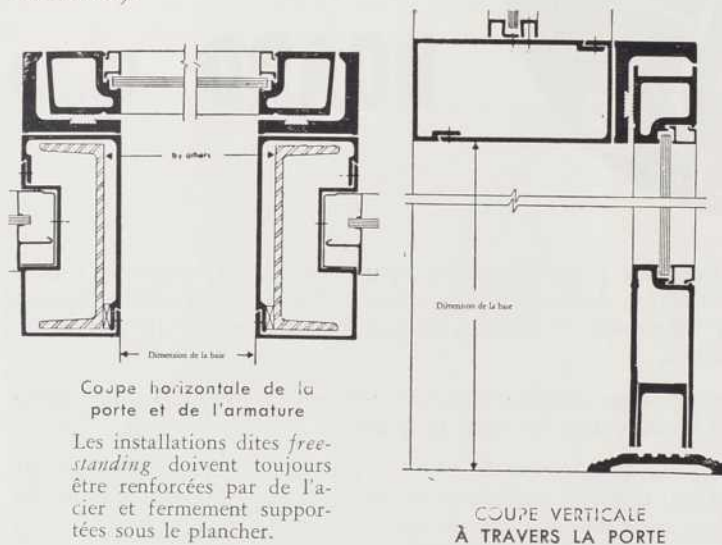 by others
Dimension de la baie
Coupe horizontale de la
porte et de l'armature
Les installations dites free-
standing doivent toujours
être renforcées par de l'a-
cier et fermement suppor-
tées sous le plancher.
Dimension de la baie
COUPE VERTICALE
À TRAVERS LA PORTE